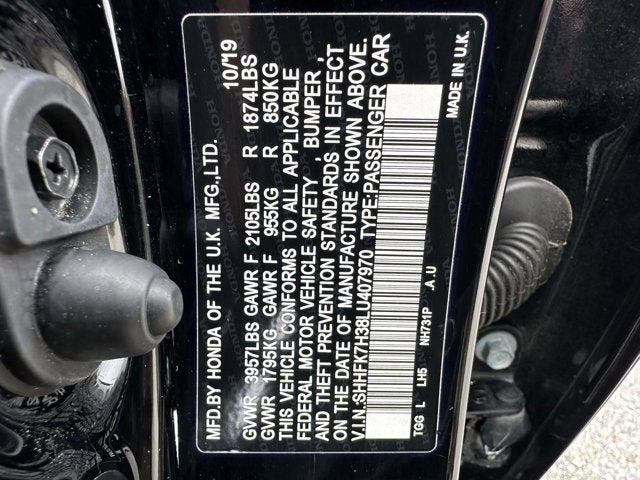 MFD.BY HONDA OF THE U.K. MFG.,LTD. 10/19
GVWR 3957LBS GAWR F 2105LBS R 1874LBS
GVWR 1795KG GAWR F 955KG R 850KG
THIS VEHICLE CONFORMS TO ALL APPLICABLE
FEDERAL MOTOR VEHICLE SAFETY , BUMPER ,
AND THEFT PREVENTION STANDARDS IN EFFECT
ON THE DATE OF MANUFACTURE SHOWN ABOVE.
V.I.N.SHHFK7H38LU407970 TYPE:PASSENGER CAR
TGG L LH5 NH731P .A U MADE IN U.K.